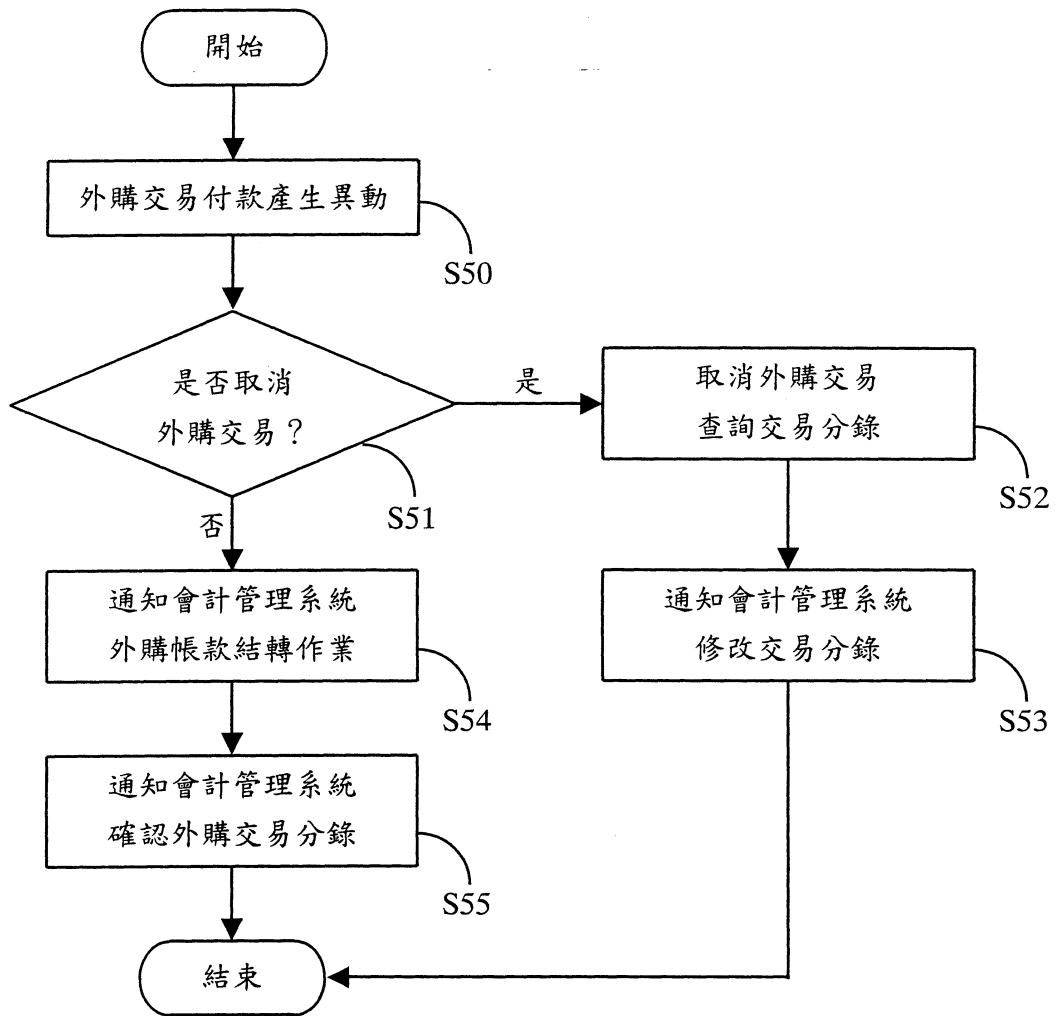 開始
外購交易付款產生異動
S50
是否取消
外購交易？
S51
是
取消外購交易
查詢交易分錄
S52
否
通知會計管理系統
外購帳款結轉作業
S54
通知會計管理系統
修改交易分錄
S53
通知會計管理系統
確認外購交易分錄
S55
結束